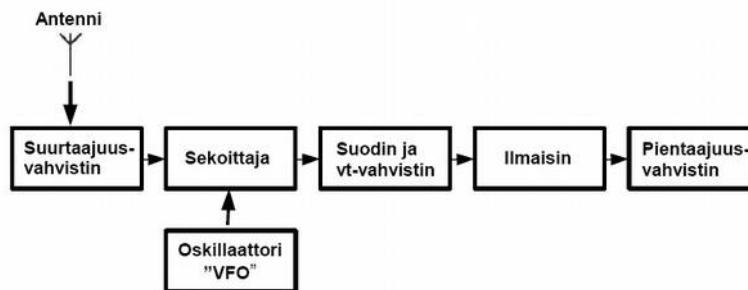 Antenni
Suurtaajuus-
vahvistin
Sekoittaja
Suodin ja
vt-vahvistin
Ilmaisin
Pientaajuus-
vahvistin
Oskillaattori
”VFO”